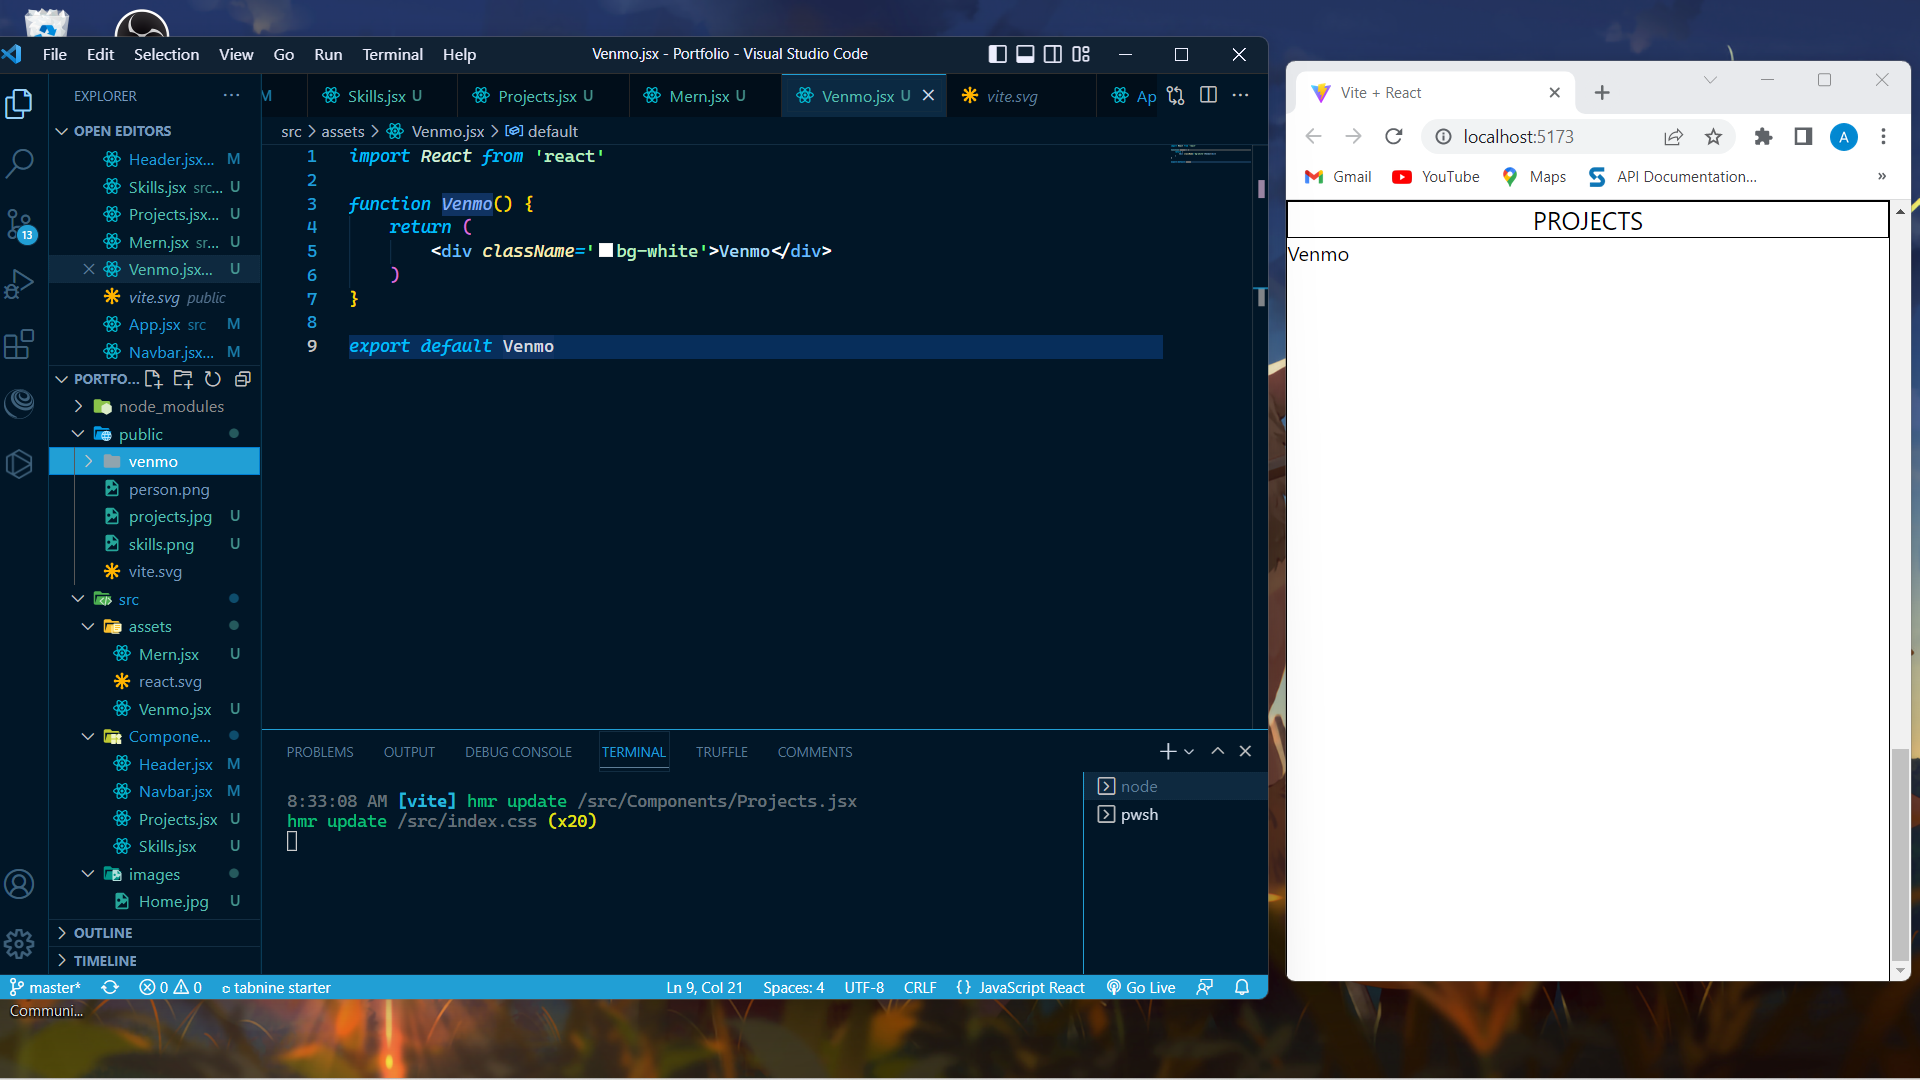 File Edit Selection View Go Run Terminal Help
Venmo.jsx - Portfolio - Visual Studio Code
EXPLORER
M
Skills.jsx U
Projects.jsx U
Mern.jsx U
Venmo.jsx U
vite.svg
Ap
src > assets > Venmo.jsx > default
OPEN EDITORS
Header.jsx... M
Skills.jsx src... U
Projects.jsx... U
Mern.jsx sr... U
Venmo.jsx... U
vite.svg public
App.jsx src M
Navbar.jsx... M
PORTFO...
node_modules
public
venmo
person.png
projects.jpg U
skills.png U
vite.svg
src
assets
Mern.jsx U
react.svg
Venmo.jsx U
Compone...
Header.jsx M
Navbar.jsx M
Projects.jsx U
Skills.jsx U
images
Home.jpg U
OUTLINE
TIMELINE
13
1 import React from 'react'
2
3 function Venmo() {
4 return (
5 <div className='bg-white'>Venmo</div>
6 )
7 }
8
9 export default Venmo
PROBLEMS OUTPUT DEBUG CONSOLE TERMINAL TRUFFLE COMMENTS
8:33:08 AM [vite] hmr update /src/Components/Projects.jsx
hmr update /src/index.css (x20)
node
pwsh
master* 0 0 tabnine starter
Ln 9, Col 21 Spaces: 4 UTF-8 CRLF {} JavaScript React Go Live
Communi...
Vite + React
localhost:5173
A
Gmail YouTube Maps API Documentation... »
PROJECTS
Venmo